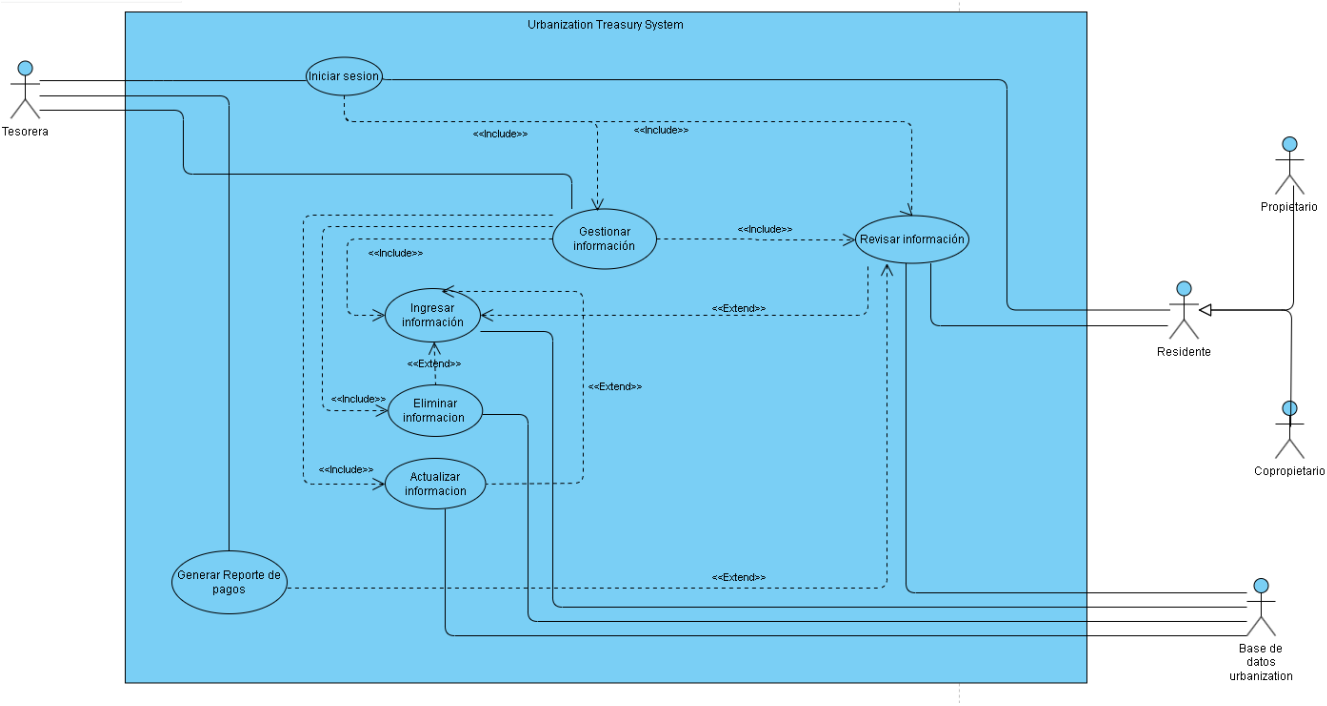 Urbanization Treasury System
Iniciar sesion
Tesorera
<<Include>>
<<Include>>
Propietario
Gestionar
información
<<Include>>
Revisar información
<<Include>>
Ingresar
información
<<Extend>>
Residente
<<Extend>>
<<Extend>>
<<Include>>
Eliminar
informacion
<<Include>>
Actualizar
informacion
Copropietario
Generar Reporte de
pagos
<<Extend>>
Base de
datos
urbanization